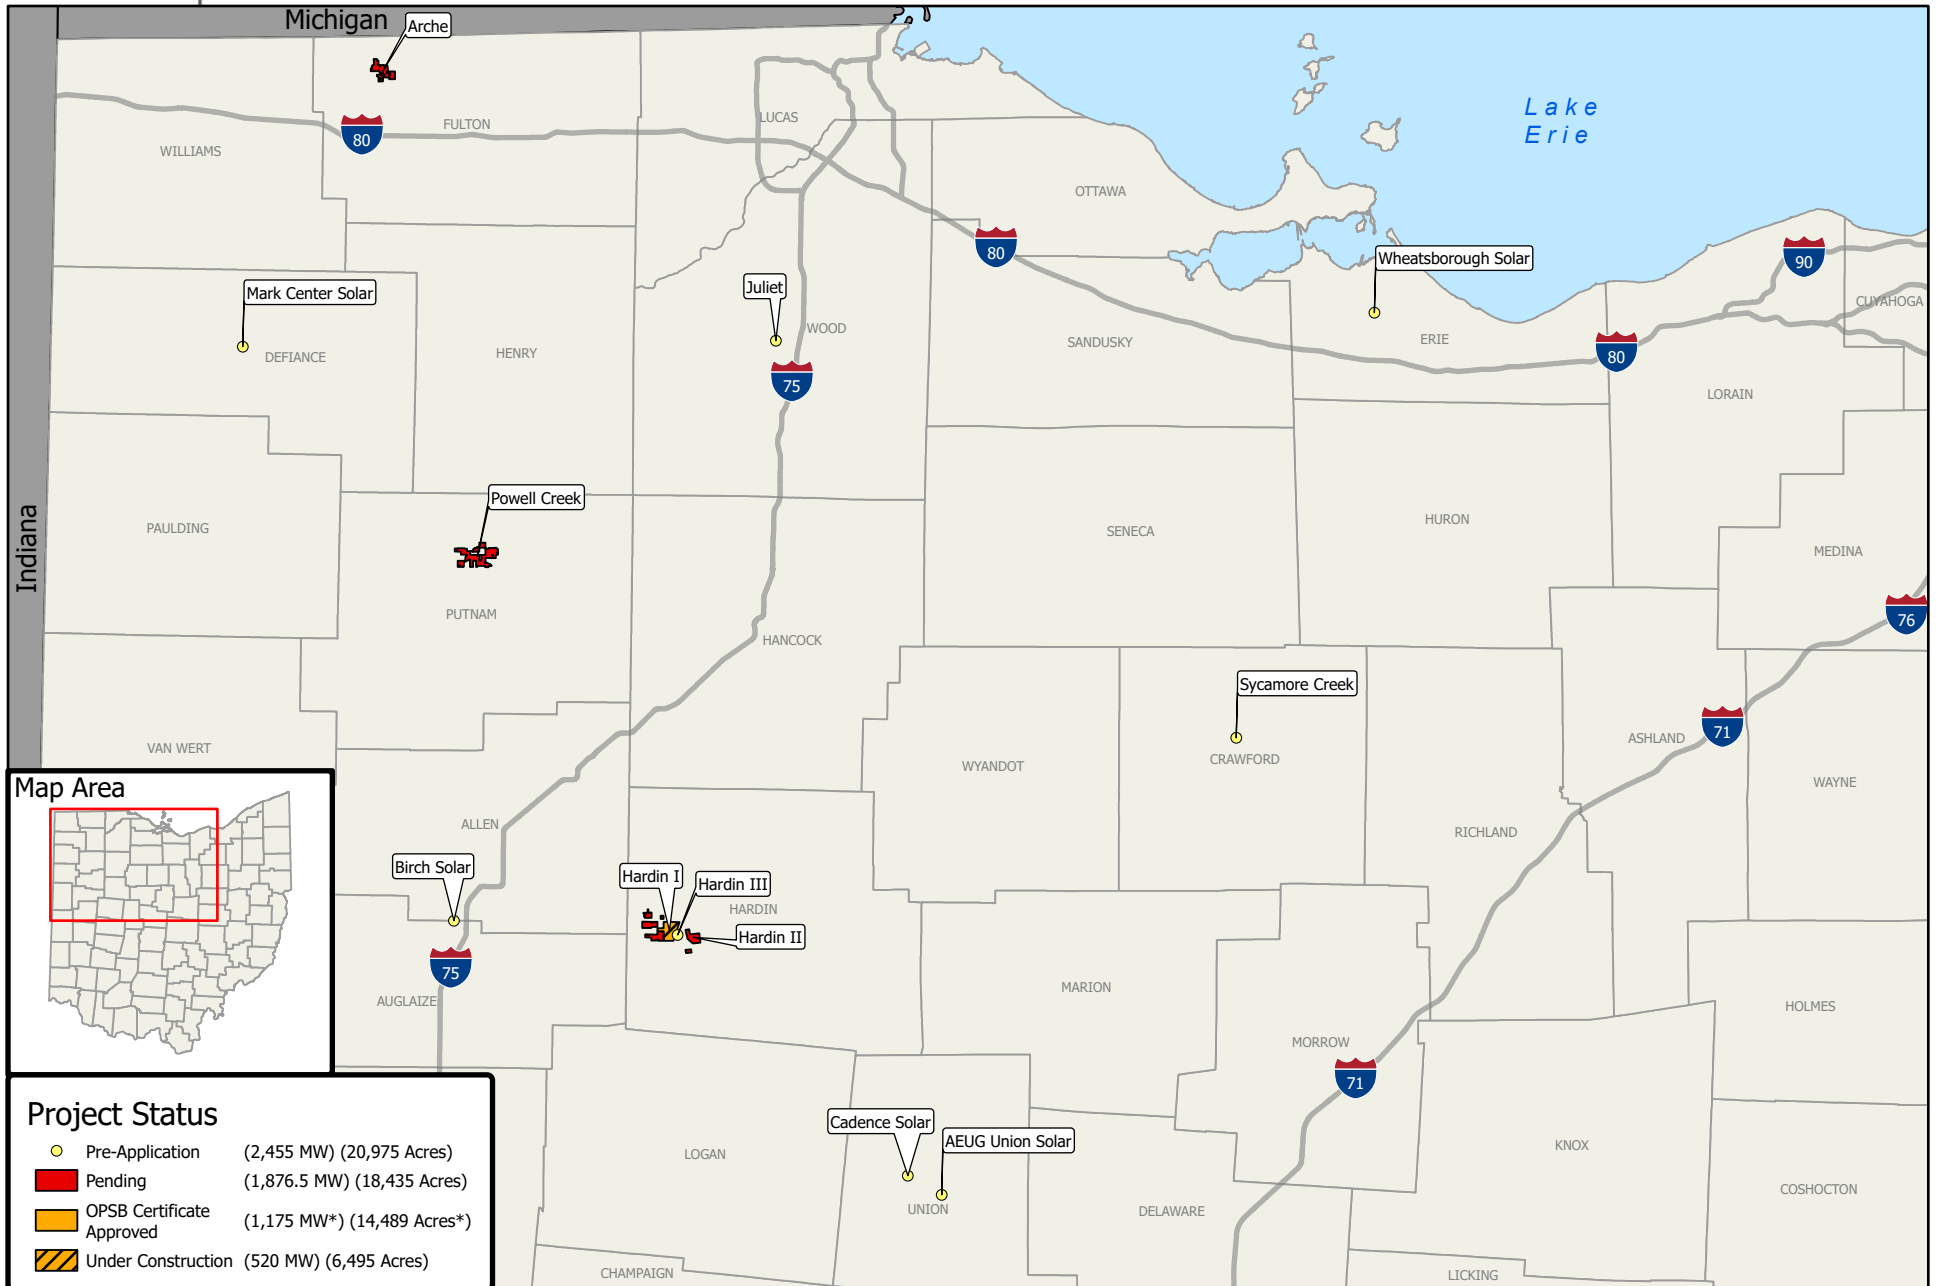 Michigan
Arche
Lake
Erie
80
FULTON
LUCAS
WILLIAMS
OTTAWA
80
Wheatsborough Solar
90
Mark Center Solar
Juliet
CUYAHOGA
WOOD
DEFIANCE
HENRY
SANDUSKY
ERIE
80
75
LORAIN
Powell Creek
Indiana
PAULDING
SENECA
HURON
MEDINA
PUTNAM
76
HANCOCK
Sycamore Creek
VAN WERT
ASHLAND
71
WYANDOT
CRAWFORD
WAYNE
Map Area
ALLEN
RICHLAND
Birch Solar
Hardin I
Hardin III
HARDIN
Hardin II
75
AUGLAIZE
MARION
HOLMES
MORROW
71
Cadence Solar
AEUG Union Solar
LOGAN
KNOX
COSHOCTON
UNION
DELAWARE
CHAMPAIGN
LICKING
Project Status
Pre-Application (2,455 MW) (20,975 Acres)
Pending (1,876.5 MW) (18,435 Acres)
OPSB Certificate
Approved (1,175 MW*) (14,489 Acres*)
Under Construction (520 MW) (6,495 Acres)